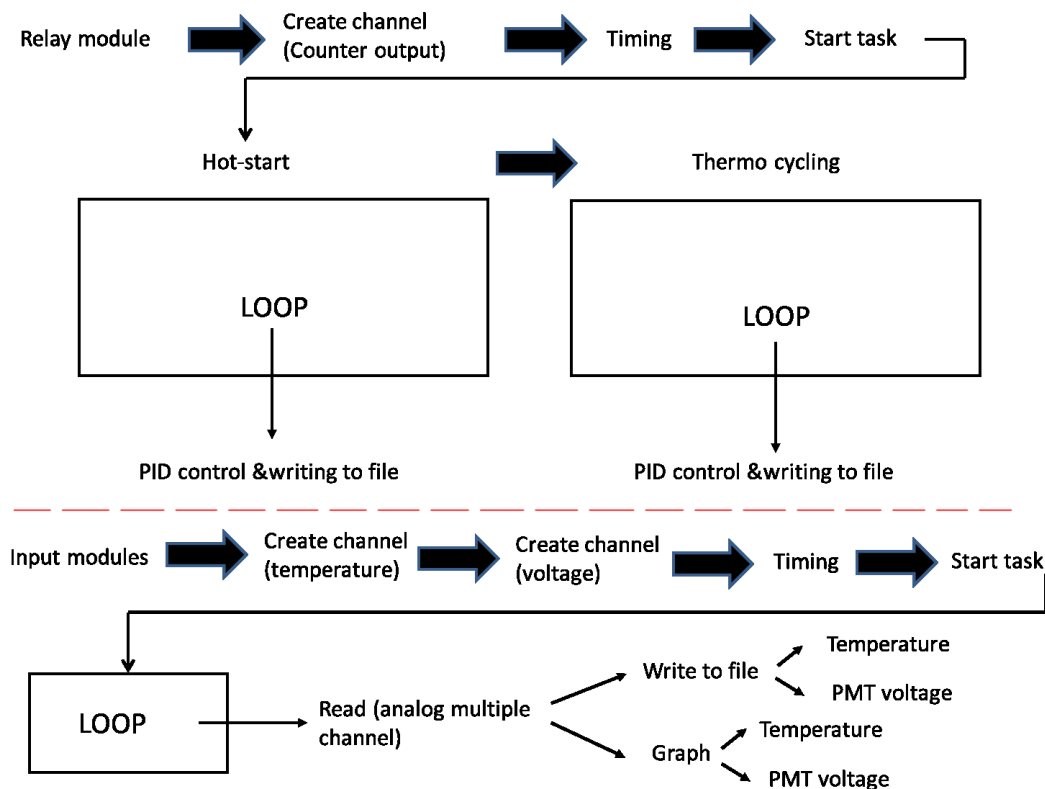 Relay module
Create channel
(Counter output)
Timing
Start task
Hot-start
Thermo cycling
LOOP
LOOP
PID control &writing to file
PID control &writing to file
Input modules
Create channel
(temperature)
Create channel
(voltage)
Timing
Start task
LOOP
Read (analog multiple
channel)
Write to file
Temperature
PMT voltage
Graph
Temperature
PMT voltage